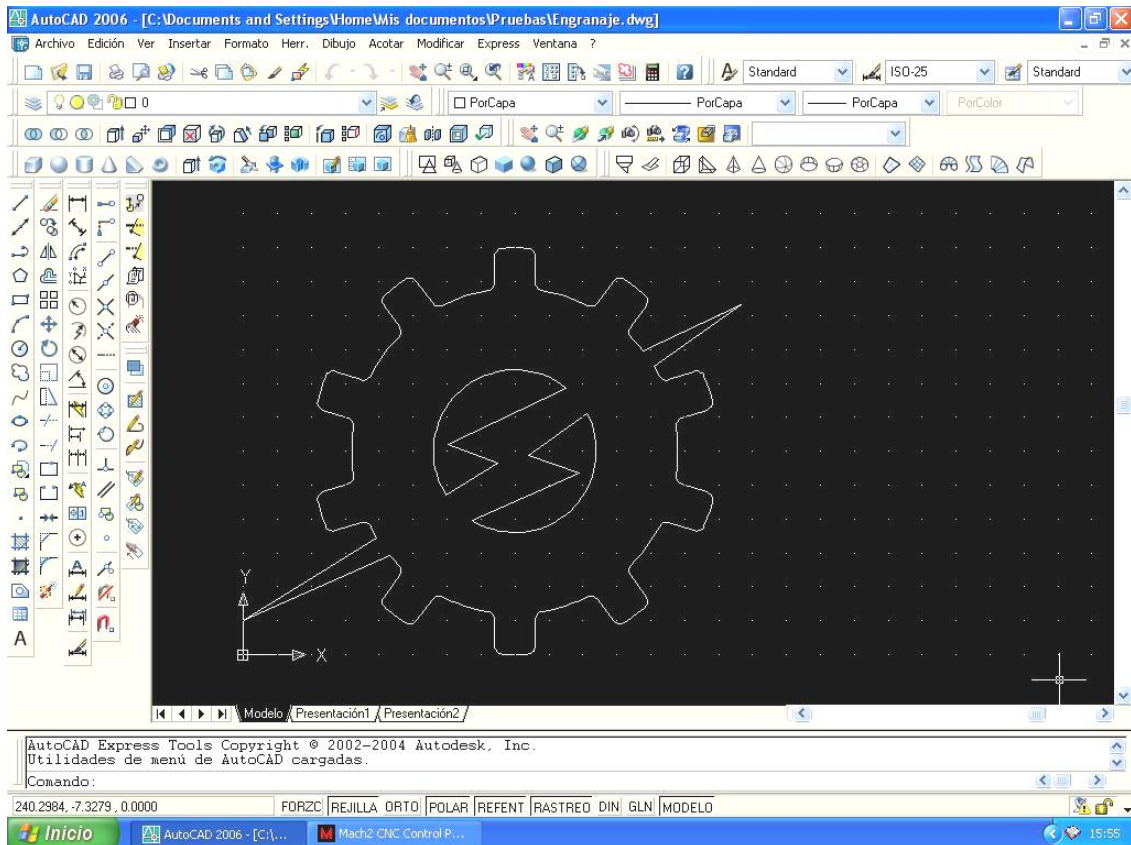 AutoCAD 2006 - [C:\Documents and Settings\Home\Mis documentos\Pruebas\Engranaje.dwg]
Archivo Edición Ver Insertar Formato Herr. Dibujo Acotar Modificar Express Ventana ?
Standard ISO-25 Standard
0 PorCapa PorCapa PorCapa PorColor
A
Y
X
Modelo Presentación1 Presentación2
AutoCAD Express Tools Copyright © 2002-2004 Autodesk, Inc.
Utilidades de menú de AutoCAD cargadas.
Comando:
240.2984, -7.3279 , 0.0000 FORZC REJILLA ORTO POLAR REFENT RASTREO DIN GLN MODELO
Inicio AutoCAD 2006 - [C:\... Mach2 CNC Control P... 15:55